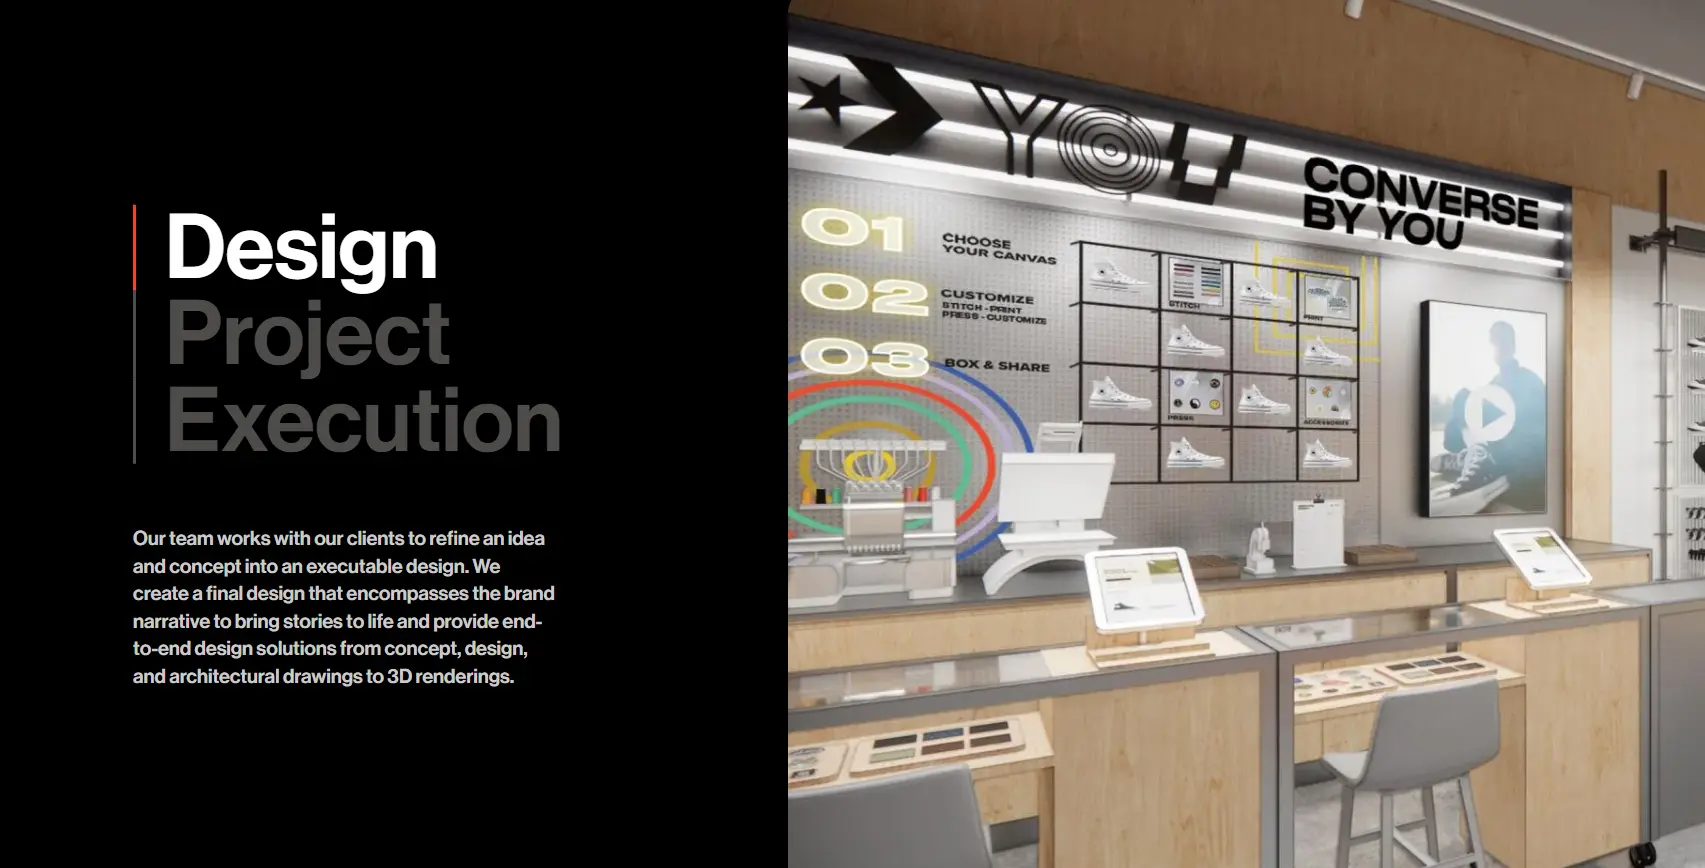 Design
Project
Execution
Our team works with our clients to refine an idea
and concept into an executable design. We
create a final design that encompasses the brand
narrative to bring stories to life and provide end-
to-end design solutions from concept, design,
and architectural drawings to 3D renderings.
YOU
CONVERSE
BY YOU
01
CHOOSE
YOUR CANVAS
02
CUSTOMIZE
STITCH - PRINT
PRESS - CUSTOMIZE
03
BOX & SHARE
STITCH
PRINT
PRESS
ACCESSORIES